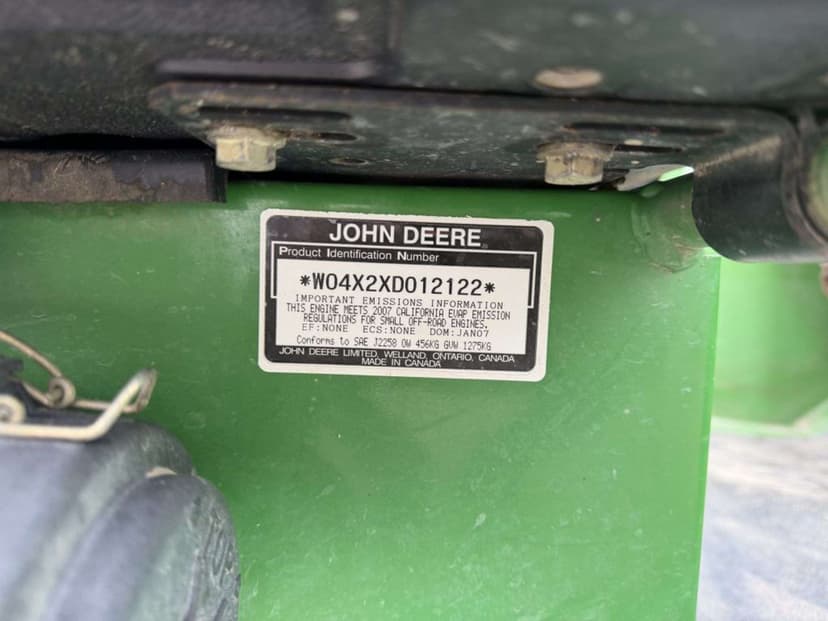 JOHN DEERE
Product Identification Number
*W04X2XD012122*
IMPORTANT EMISSIONS INFORMATION
THIS ENGINE MEETS 2007 CALIFORNIA EVAP EMISSION
REGULATIONS FOR SMALL OFF-ROAD ENGINES.
EF:NONE ECS:NONE DOM:JAN07
Conforms to SAE J2258 OW 456KG GVW 1275KG
JOHN DEERE LIMITED, WELLAND, ONTARIO, CANADA
MADE IN CANADA